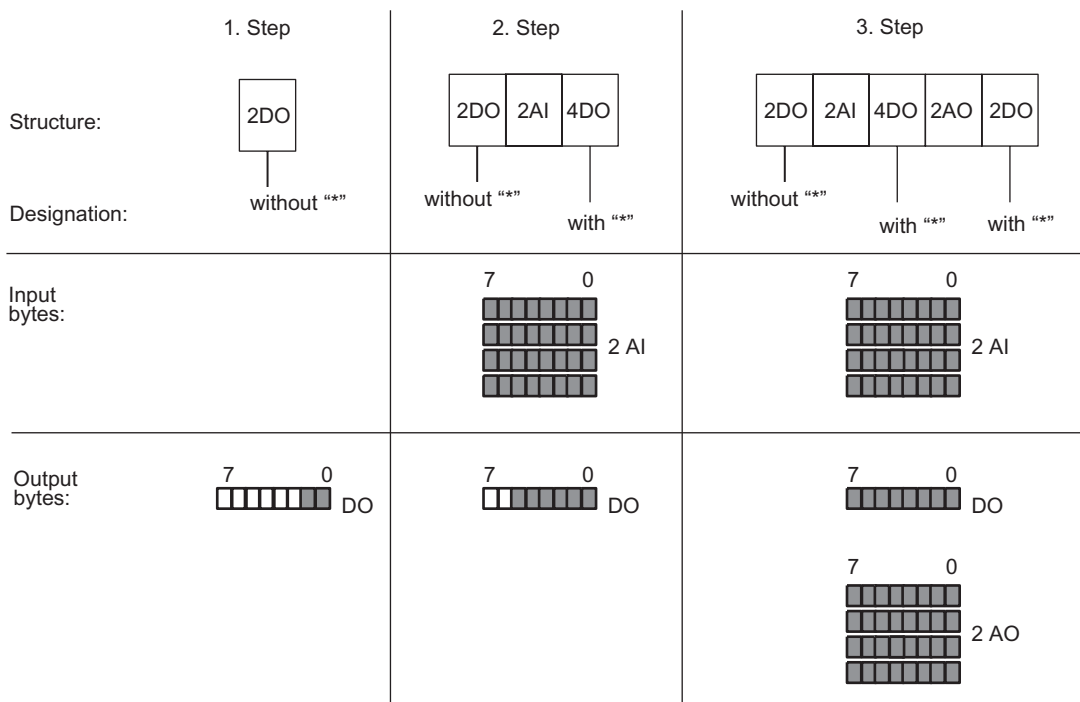 1. Step
2. Step
3. Step
Structure:
2DO
2DO 2AI 4DO
2DO 2AI 4DO 2AO 2DO
Designation:
without “*”
without “*”
with “*”
without “*”
with “*”
with “*”
Input
bytes:
7 0
2 AI
7 0
2 AI
Output
bytes:
7 0
DO
7 0
DO
7 0
DO
7 0
2 AO